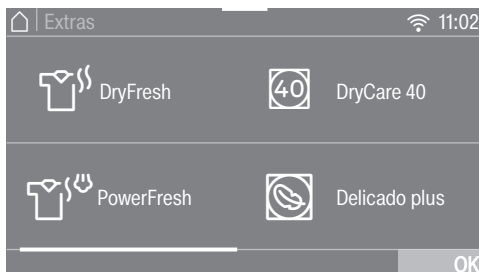 Extras 11:02
DryFresh
40 DryCare 40
PowerFresh
Delicado plus
OK